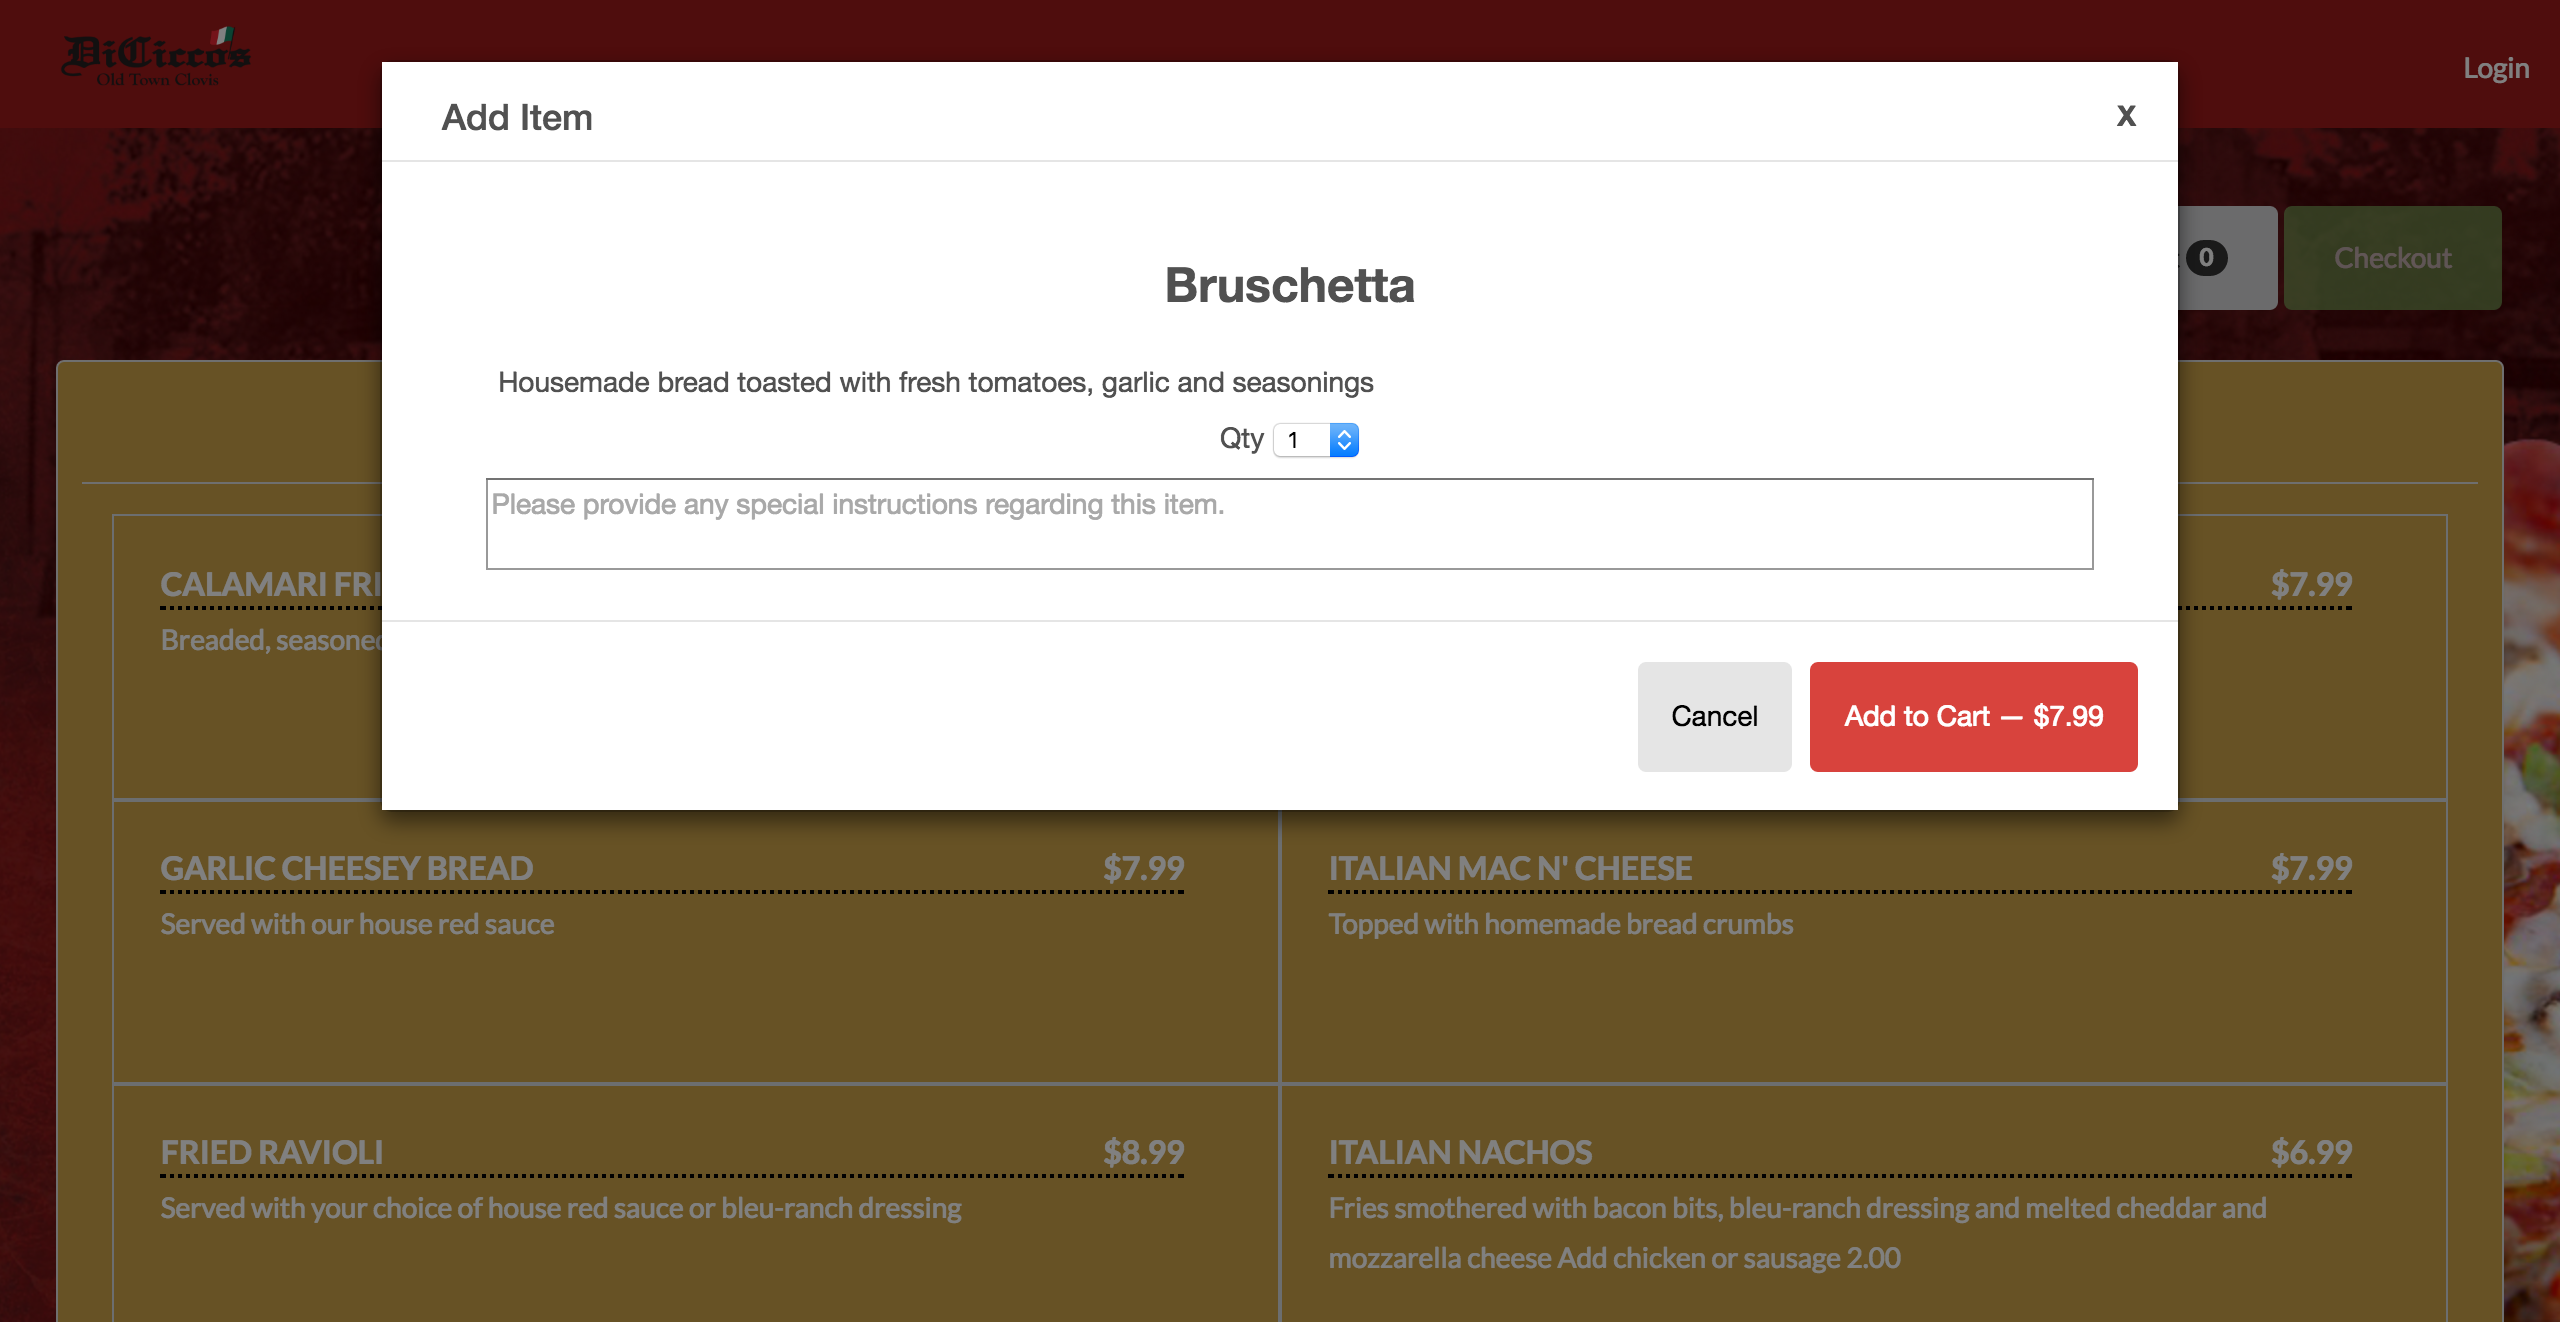 DiCicco's
Old Town Clovis
Login
Add Item
X
0
Checkout
Bruschetta
Housemade bread toasted with fresh tomatoes, garlic and seasonings
Qty 1
Please provide any special instructions regarding this item.
CALAMARI FRI
$7.99
Breaded, seasoned
Cancel
Add to Cart — $7.99
GARLIC CHEESEY BREAD $7.99
Served with our house red sauce
ITALIAN MAC N' CHEESE $7.99
Topped with homemade bread crumbs
FRIED RAVIOLI $8.99
Served with your choice of house red sauce or bleu-ranch dressing
ITALIAN NACHOS $6.99
Fries smothered with bacon bits, bleu-ranch dressing and melted cheddar and
mozzarella cheese Add chicken or sausage 2.00